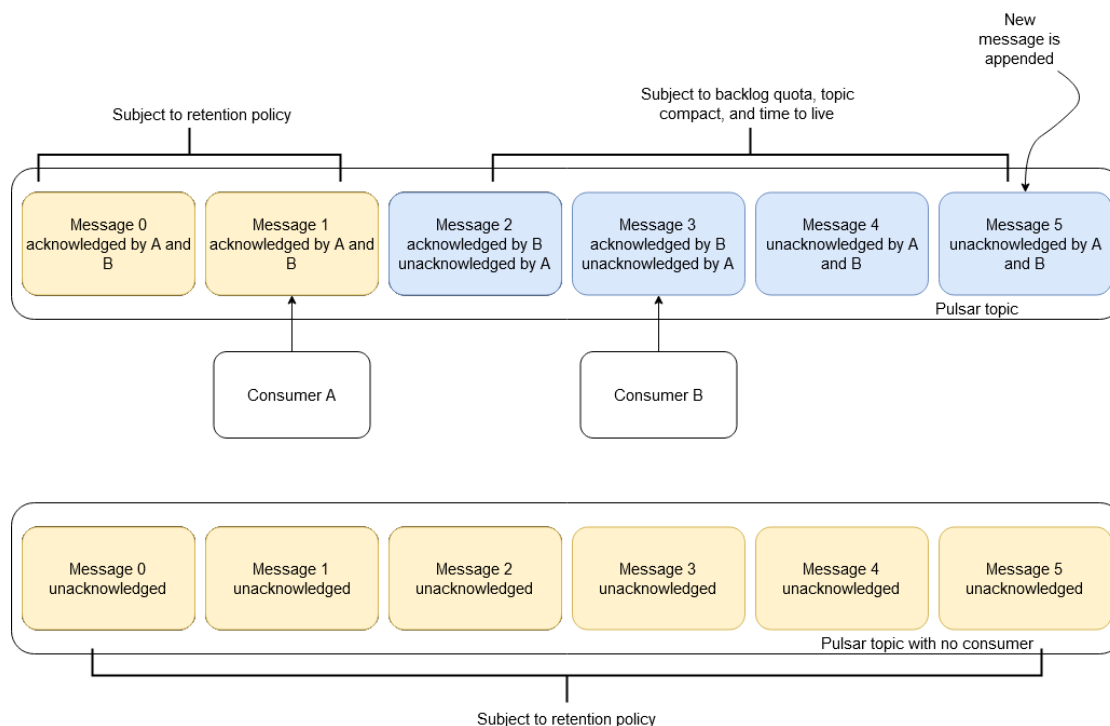 New
message is
appended
Subject to retention policy
Subject to backlog quota, topic
compact, and time to live
Message 0
acknowledged by A and
B
Message 1
acknowledged by A and
B
Message 2
acknowledged by B
unacknowledged by A
Message 3
acknowledged by B
unacknowledged by A
Message 4
unacknowledged by A
and B
Message 5
unacknowledged by A
and B
Pulsar topic
Consumer A
Consumer B
Message 0
unacknowledged
Message 1
unacknowledged
Message 2
unacknowledged
Message 3
unacknowledged
Message 4
unacknowledged
Message 5
unacknowledged
Pulsar topic with no consumer
Subject to retention policy